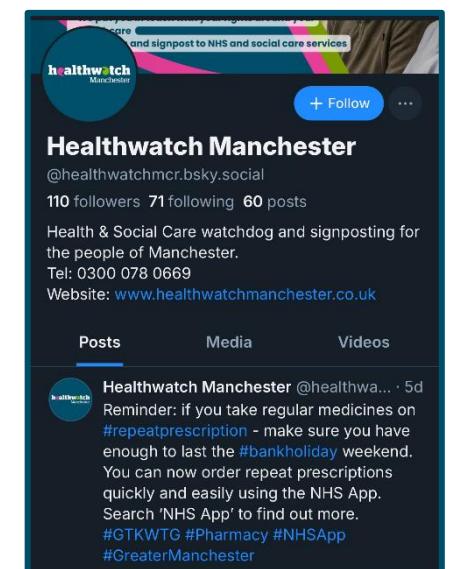 care
and signpost to NHS and social care services
healthwatch
Manchester
+ Follow
Healthwatch Manchester
@healthwatchmcr.bsky.social
110 followers 71 following 60 posts
Health & Social Care watchdog and signposting for
the people of Manchester.
Tel: 0300 078 0669
Website: www.healthwatchmanchester.co.uk
Posts Media Videos
healthwatch
Healthwatch Manchester @healthwa... · 5d
Reminder: if you take regular medicines on
#repeatprescription - make sure you have
enough to last the #bankholiday weekend.
You can now order repeat prescriptions
quickly and easily using the NHS App.
Search ‘NHS App’ to find out more.
#GTKWTG #Pharmacy #NHSApp
#GreaterManchester